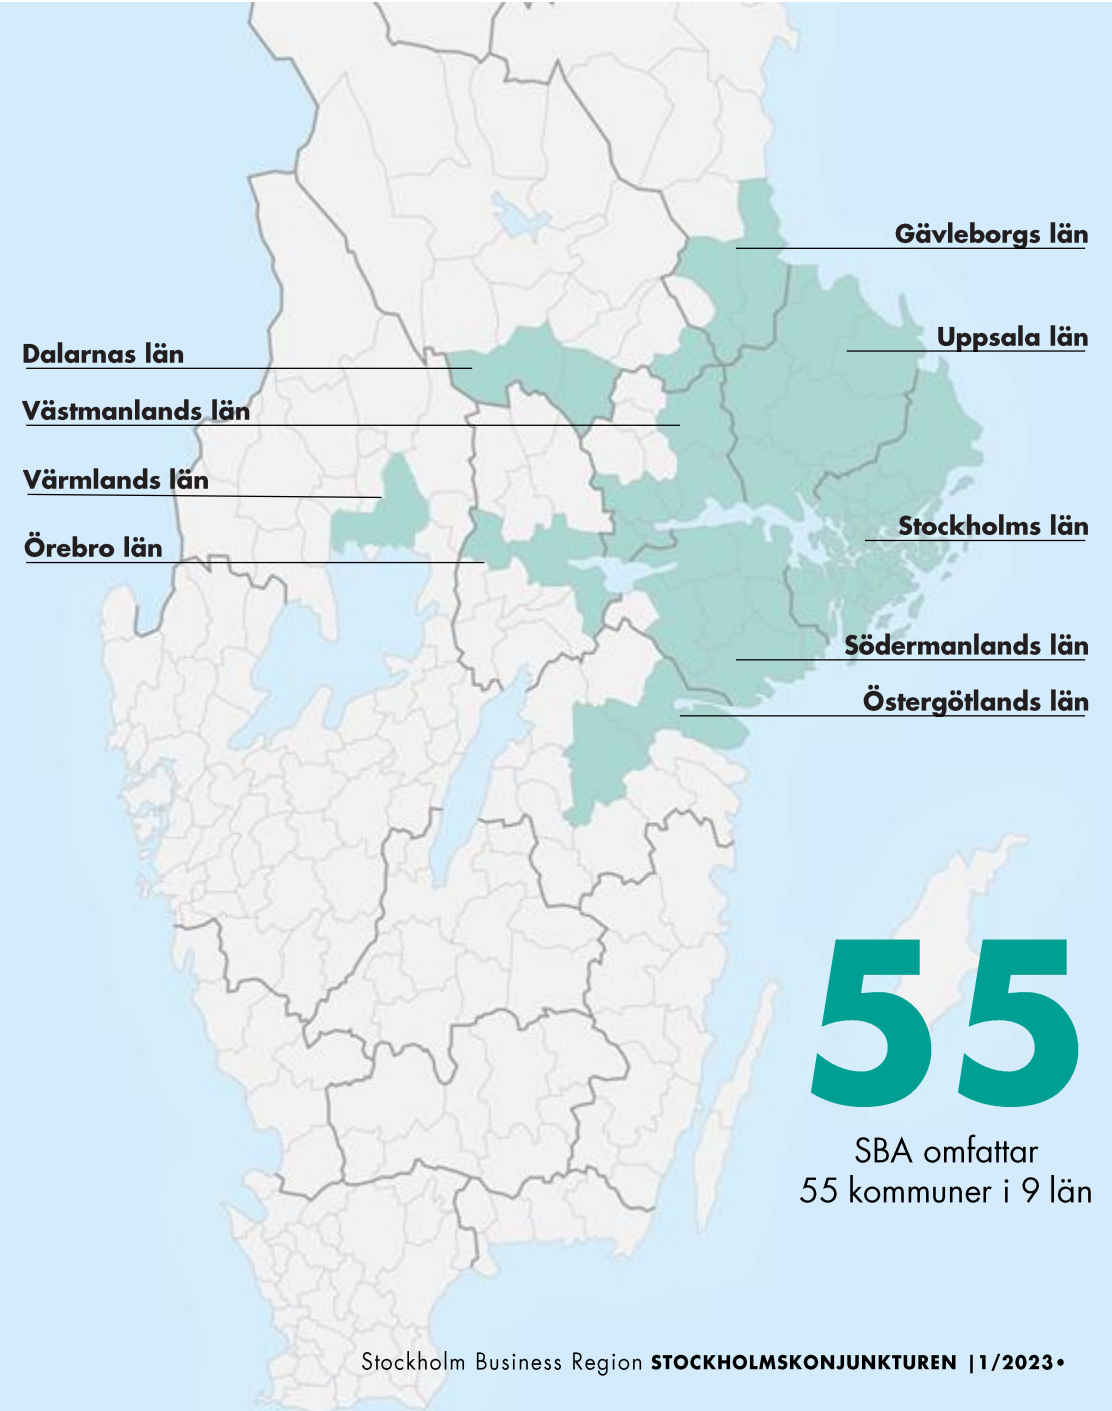 Gävleborgs län
Uppsala län
Dalarnas län
Västmanlands län
Värmlands län
Stockholms län
Örebro län
Södermanlands län
Östergötlands län
55
SBA omfattar
55 kommuner i 9 län
Stockholm Business Region STOCKHOLMSKONJUNKTUREN |1/2023•